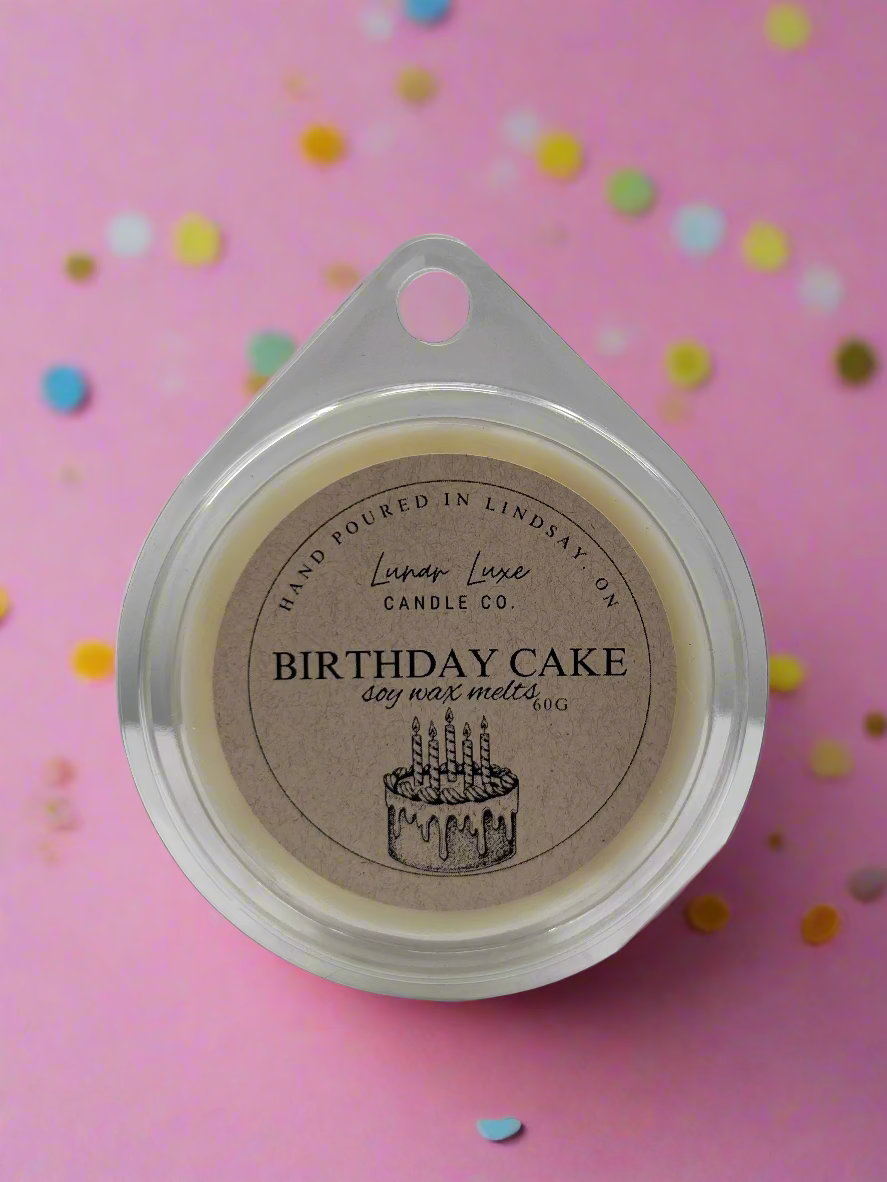 HAND POURED IN LINDSAY, ON
Lunar Luxe
CANDLE CO.
BIRTHDAY CAKE
soy wax melts
60G